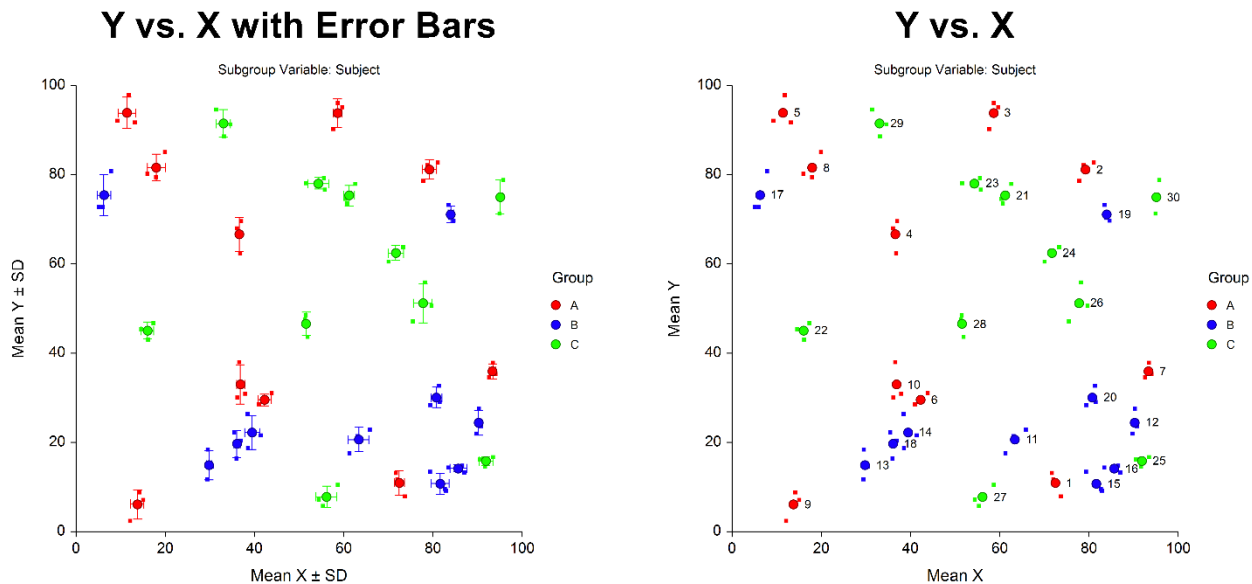 Y vs. X with Error Bars
Subgroup Variable: Subject
100
80
60
40
20
0
0 20 40 60 80 100
Mean Y ± SD
Mean X ± SD
Group
A
B
C
Y vs. X
Subgroup Variable: Subject
100
80
60
40
20
0
0 20 40 60 80 100
Mean Y
Mean X
5
3
29
8
2
23
17
21
30
19
4
24
26
28
22
7
10
6
20
12
14
11
18
13
25
16
1
15
27
9
Group
A
B
C